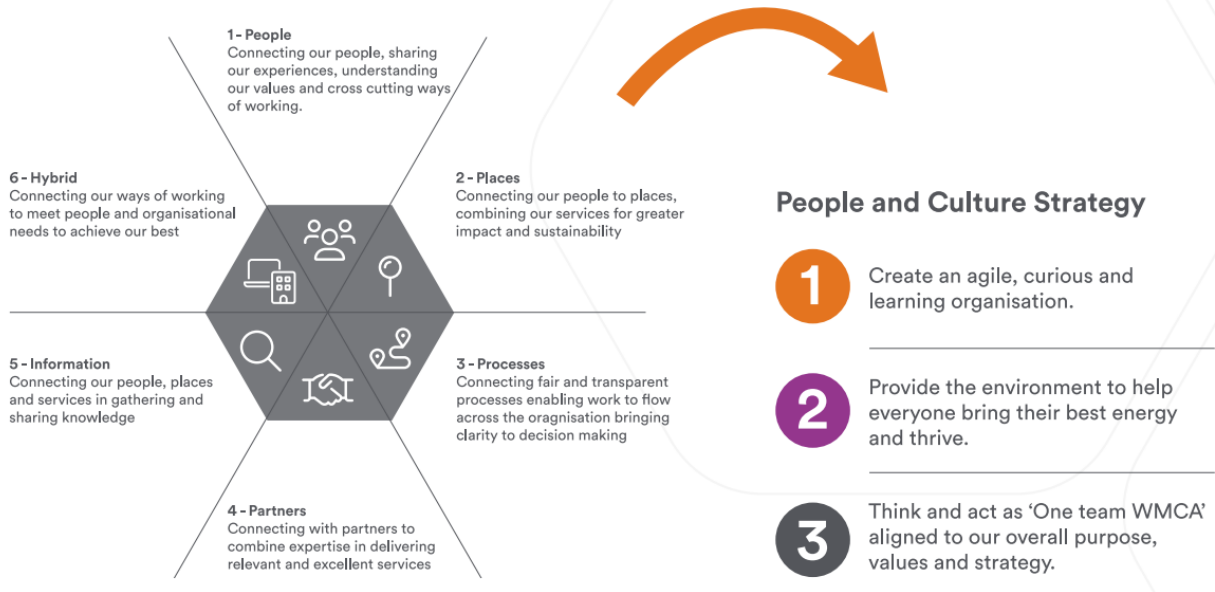 1 - People
Connecting our people, sharing
our experiences, understanding
our values and cross cutting ways
of working.
2 - Places
Connecting our people to places,
combining our services for greater
impact and sustainability
3 - Processes
Connecting fair and transparent
processes enabling work to flow
across the oragnisation bringing
clarity to decision making
4 - Partners
Connecting with partners to
combine expertise in delivering
relevant and excellent services
5 - Information
Connecting our people, places
and services in gathering and
sharing knowledge
6 - Hybrid
Connecting our ways of working
to meet people and organisational
needs to achieve our best
People and Culture Strategy
1
Create an agile, curious and
learning organisation.
2
Provide the environment to help
everyone bring their best energy
and thrive.
3
Think and act as ‘One team WMCA’
aligned to our overall purpose,
values and strategy.